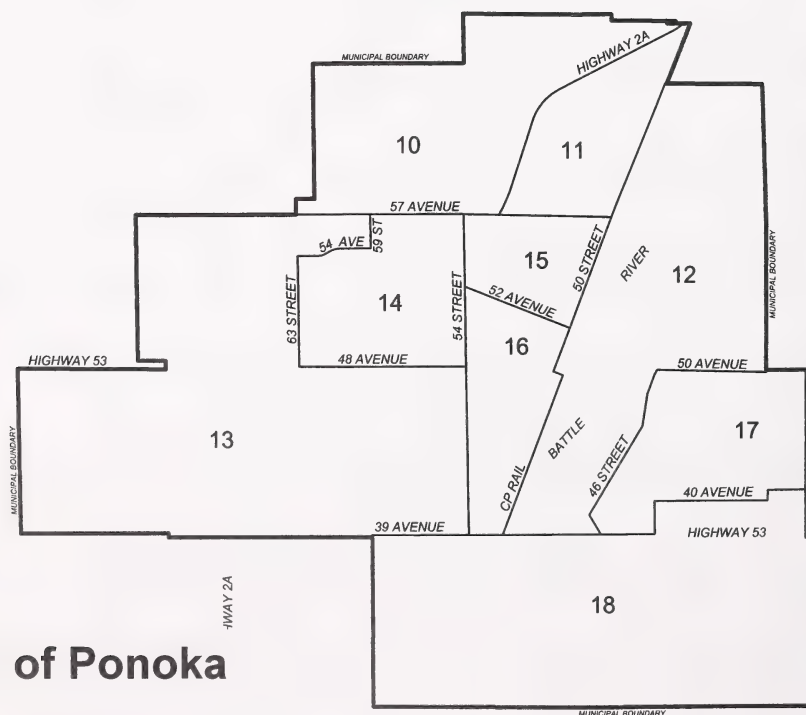 HIGHWAY 2A
MUNICIPAL BOUNDARY
10
11
57 AVENUE
59 ST
54 AVE
15
50 STREET
RIVER
12
MUNICIPAL BOUNDARY
63 STREET
14
54 STREET
52 AVENUE
16
HIGHWAY 53
48 AVENUE
50 AVENUE
13
MUNICIPAL BOUNDARY
BATTLE
17
46 STREET
CP RAIL
40 AVENUE
39 AVENUE
HIGHWAY 53
HWAY 2A
18
of Ponoka
MUNICIPAL BOUNDARY